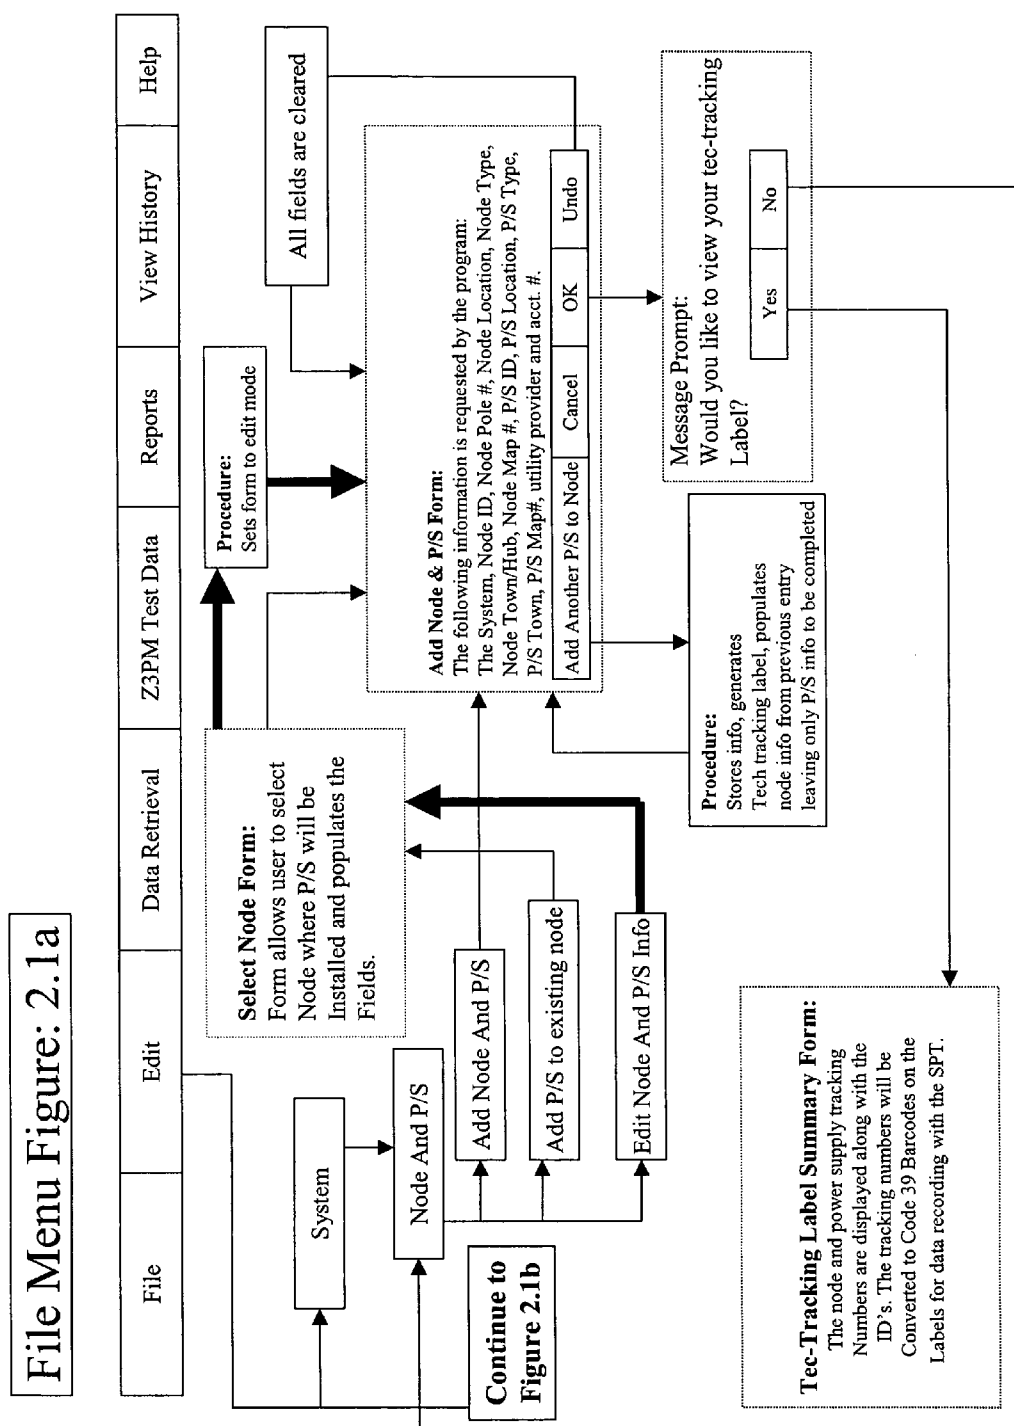 File Menu Figure: 2.1a
File
Edit
Data Retrieval
Z3PM Test Data
Reports
View History
Help
System
Node And P/S
Continue to
Figure 2.1b
Add Node And P/S
Add P/S to existing node
Edit Node And P/S Info
Select Node Form:
Form allows user to select
Node where P/S will be
Installed and populates the
Fields.
Procedure:
Sets form to edit mode
All fields are cleared
Add Node & P/S Form:
The following information is requested by the program:
The System, Node ID, Node Pole #, Node Location, Node Type,
Node Town/Hub, Node Map #, P/S ID, P/S Location, P/S Type,
P/S Town, P/S Map#, utility provider and acct. #.
Add Another P/S to Node
Cancel
OK
Undo
Procedure:
Stores info, generates
Tech tracking label, populates
node info from previous entry
leaving only P/S info to be completed
Message Prompt:
Would you like to view your tec-tracking
Label?
Yes
No
Tec-Tracking Label Summary Form:
The node and power supply tracking
Numbers are displayed along with the
ID's. The tracking numbers will be
Converted to Code 39 Barcodes on the
Labels for data recording with the SPT.